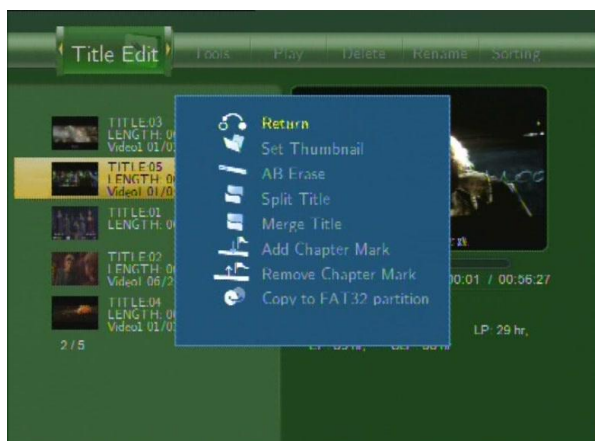 Title Edit Tools Play Delete Rename Sorting
TITLE:03
LENGTH:
Video1 01/0
TITLE:05
LENGTH:
Video1 01/0
TITLE:01
LENGTH:
TITLE:02
LENGTH:
Video1 06/2
TITLE:04
LENGTH:
Video1 01/0
2/5
Return
Set Thumbnail
AB Erase
Split Title
Merge Title
Add Chapter Mark
Remove Chapter Mark
Copy to FAT32 partition
00:01 / 00:56:27
LP: 29 hr,